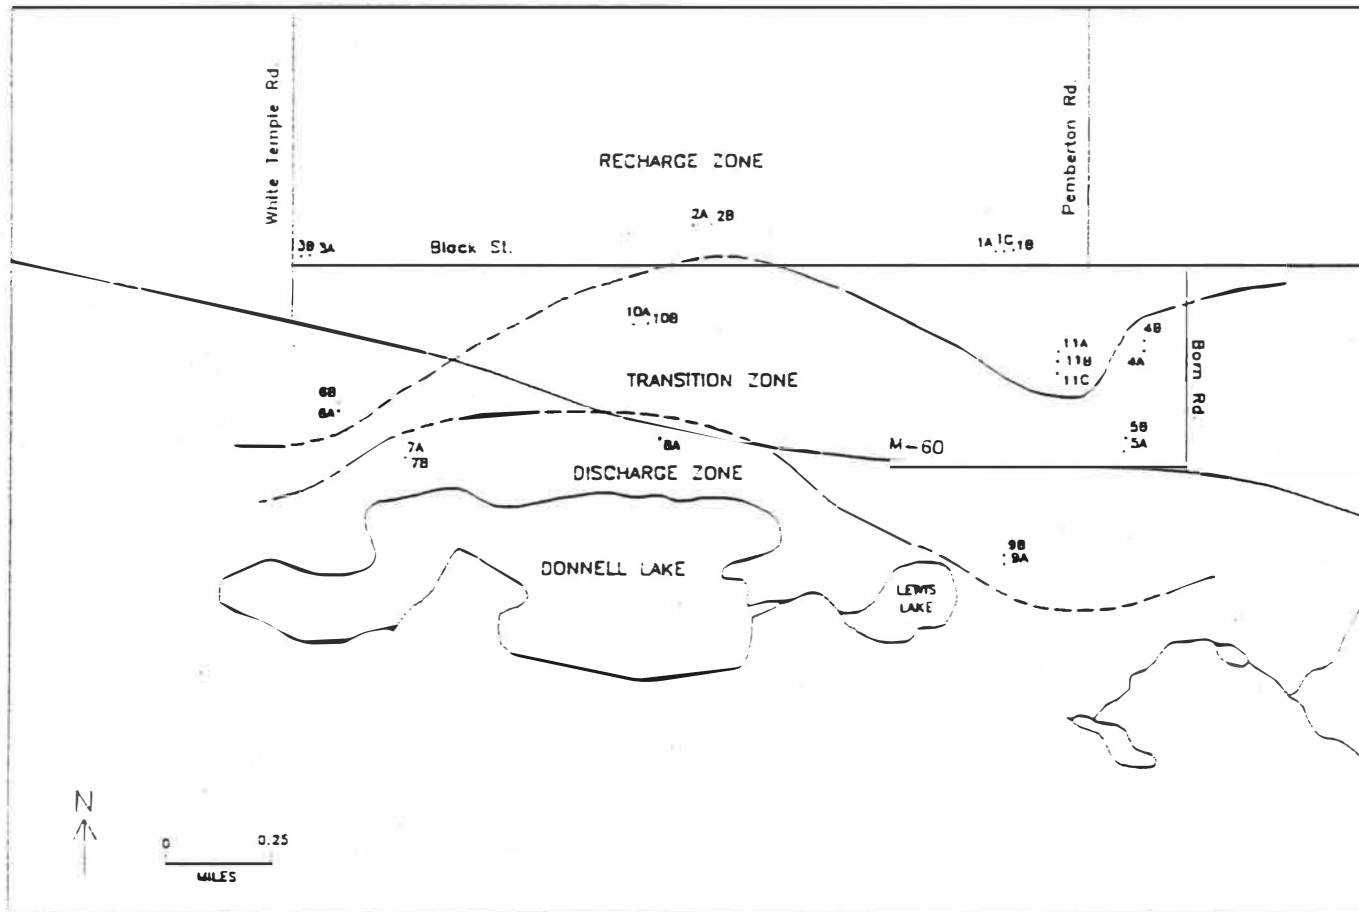 White Temple Rd.
Pemberton Rd.
RECHARGE ZONE
2A 2B
3B 3A
Black St.
1A 1C 1B
10A 10B
4B
11A
11B
4A
11C
Born Rd
TRANSITION ZONE
6B
6A
5B
M-60
5A
7A
8A
7B
DISCHARGE ZONE
9B
9A
DONNELL LAKE
LEWIS
LAKE
N
0 0.25
MILES